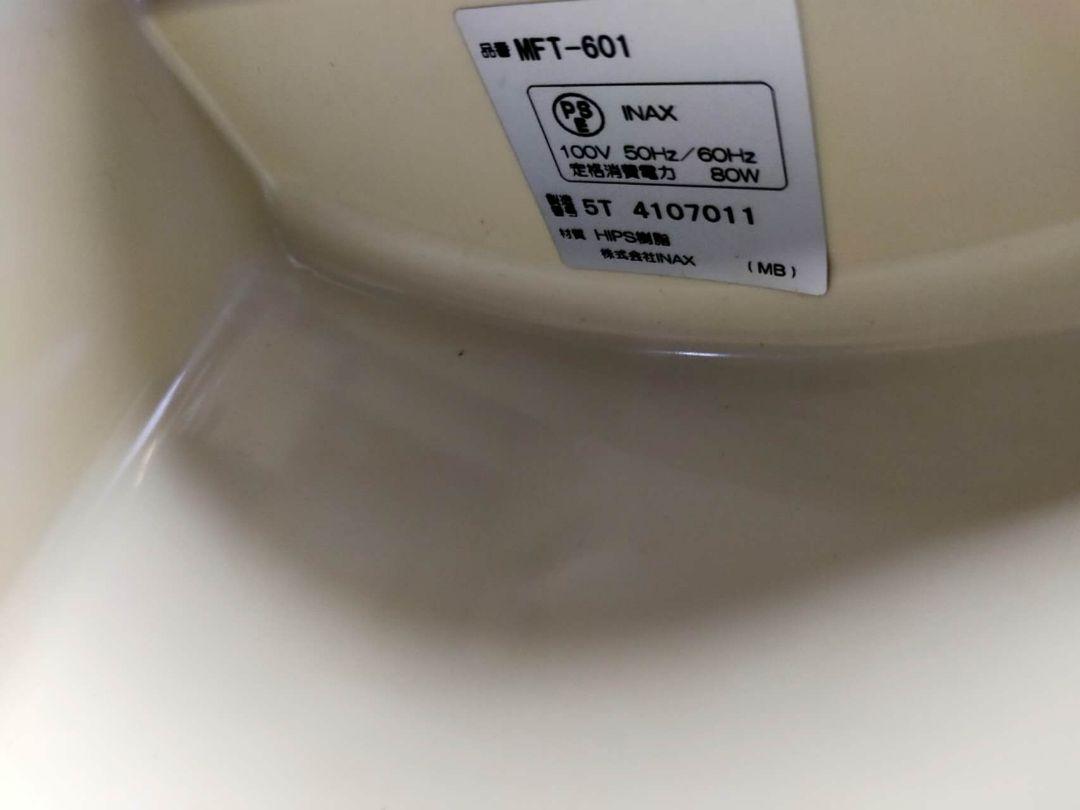 品番 MFT-601
PSE INAX
100V 50Hz/60Hz
定格消費電力 80W
製造番号 5T 4107011
材質 HIPS樹脂
株式会社INAX (MB)